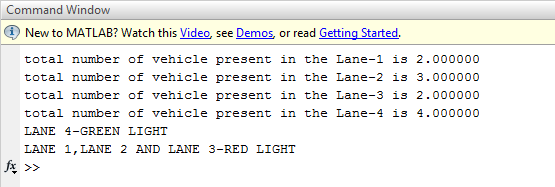 Command Window
New to MATLAB? Watch this Video, see Demos, or read Getting Started.
total number of vehicle present in the Lane-1 is 2.000000
total number of vehicle present in the Lane-2 is 3.000000
total number of vehicle present in the Lane-3 is 2.000000
total number of vehicle present in the Lane-4 is 4.000000
LANE 4-GREEN LIGHT
LANE 1,LANE 2 AND LANE 3-RED LIGHT
fx >>